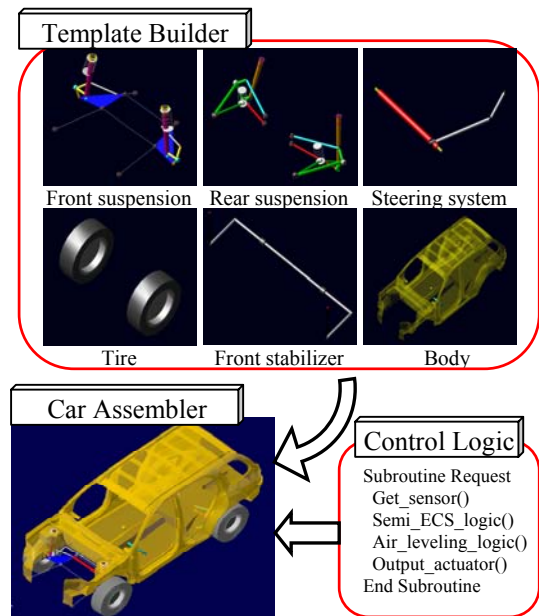 Template Builder
Front suspension
Rear suspension
Steering system
Tire
Front stabilizer
Body
Car Assembler
Control Logic
Subroutine Request
Get_sensor()
Semi_ECS_logic()
Air_leveling_logic()
Output_actuator()
End Subroutine